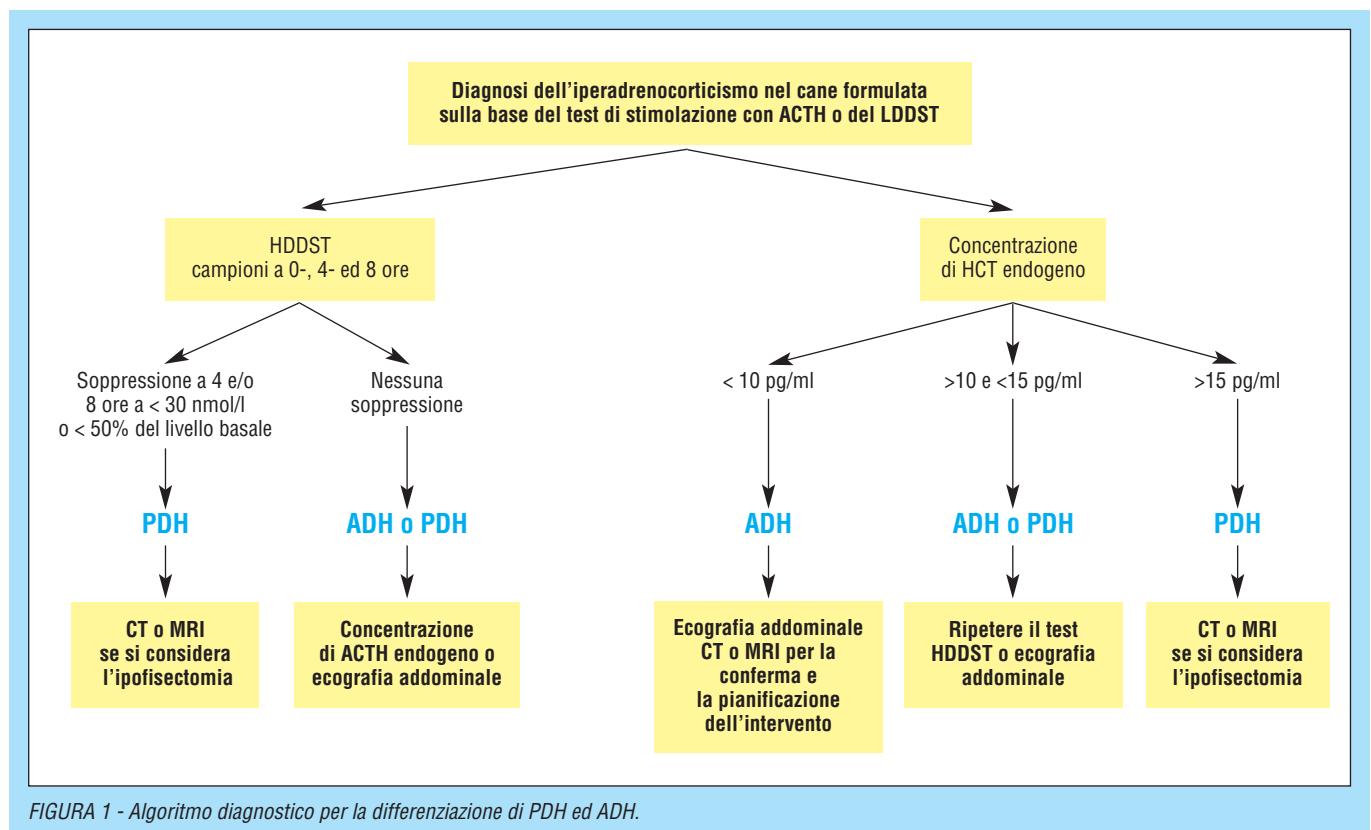 Diagnosi dell'iperadrenocorticismo nel cane formulata
sulla base del test di stimolazione con ACTH o del LDDST
HDDST
campioni a 0-, 4- ed 8 ore
Concentrazione
di HCT endogeno
Soppressione a 4 e/o
8 ore a < 30 nmol/l
o < 50% del livello basale
Nessuna
soppressione
< 10 pg/ml
>10 e <15 pg/ml
>15 pg/ml
PDH
ADH o PDH
ADH
ADH o PDH
PDH
CT o MRI
se si considera
l'ipofisectomia
Concentrazione
di ACTH endogeno o
ecografia addominale
Ecografia addominale
CT o MRI per la
conferma e
la pianificazione
dell'intervento
Ripetere il test
HDDST o ecografia
addominale
CT o MRI
se si considera
l'ipofisectomia
FIGURA 1 - Algoritmo diagnostico per la differenziazione di PDH ed ADH.